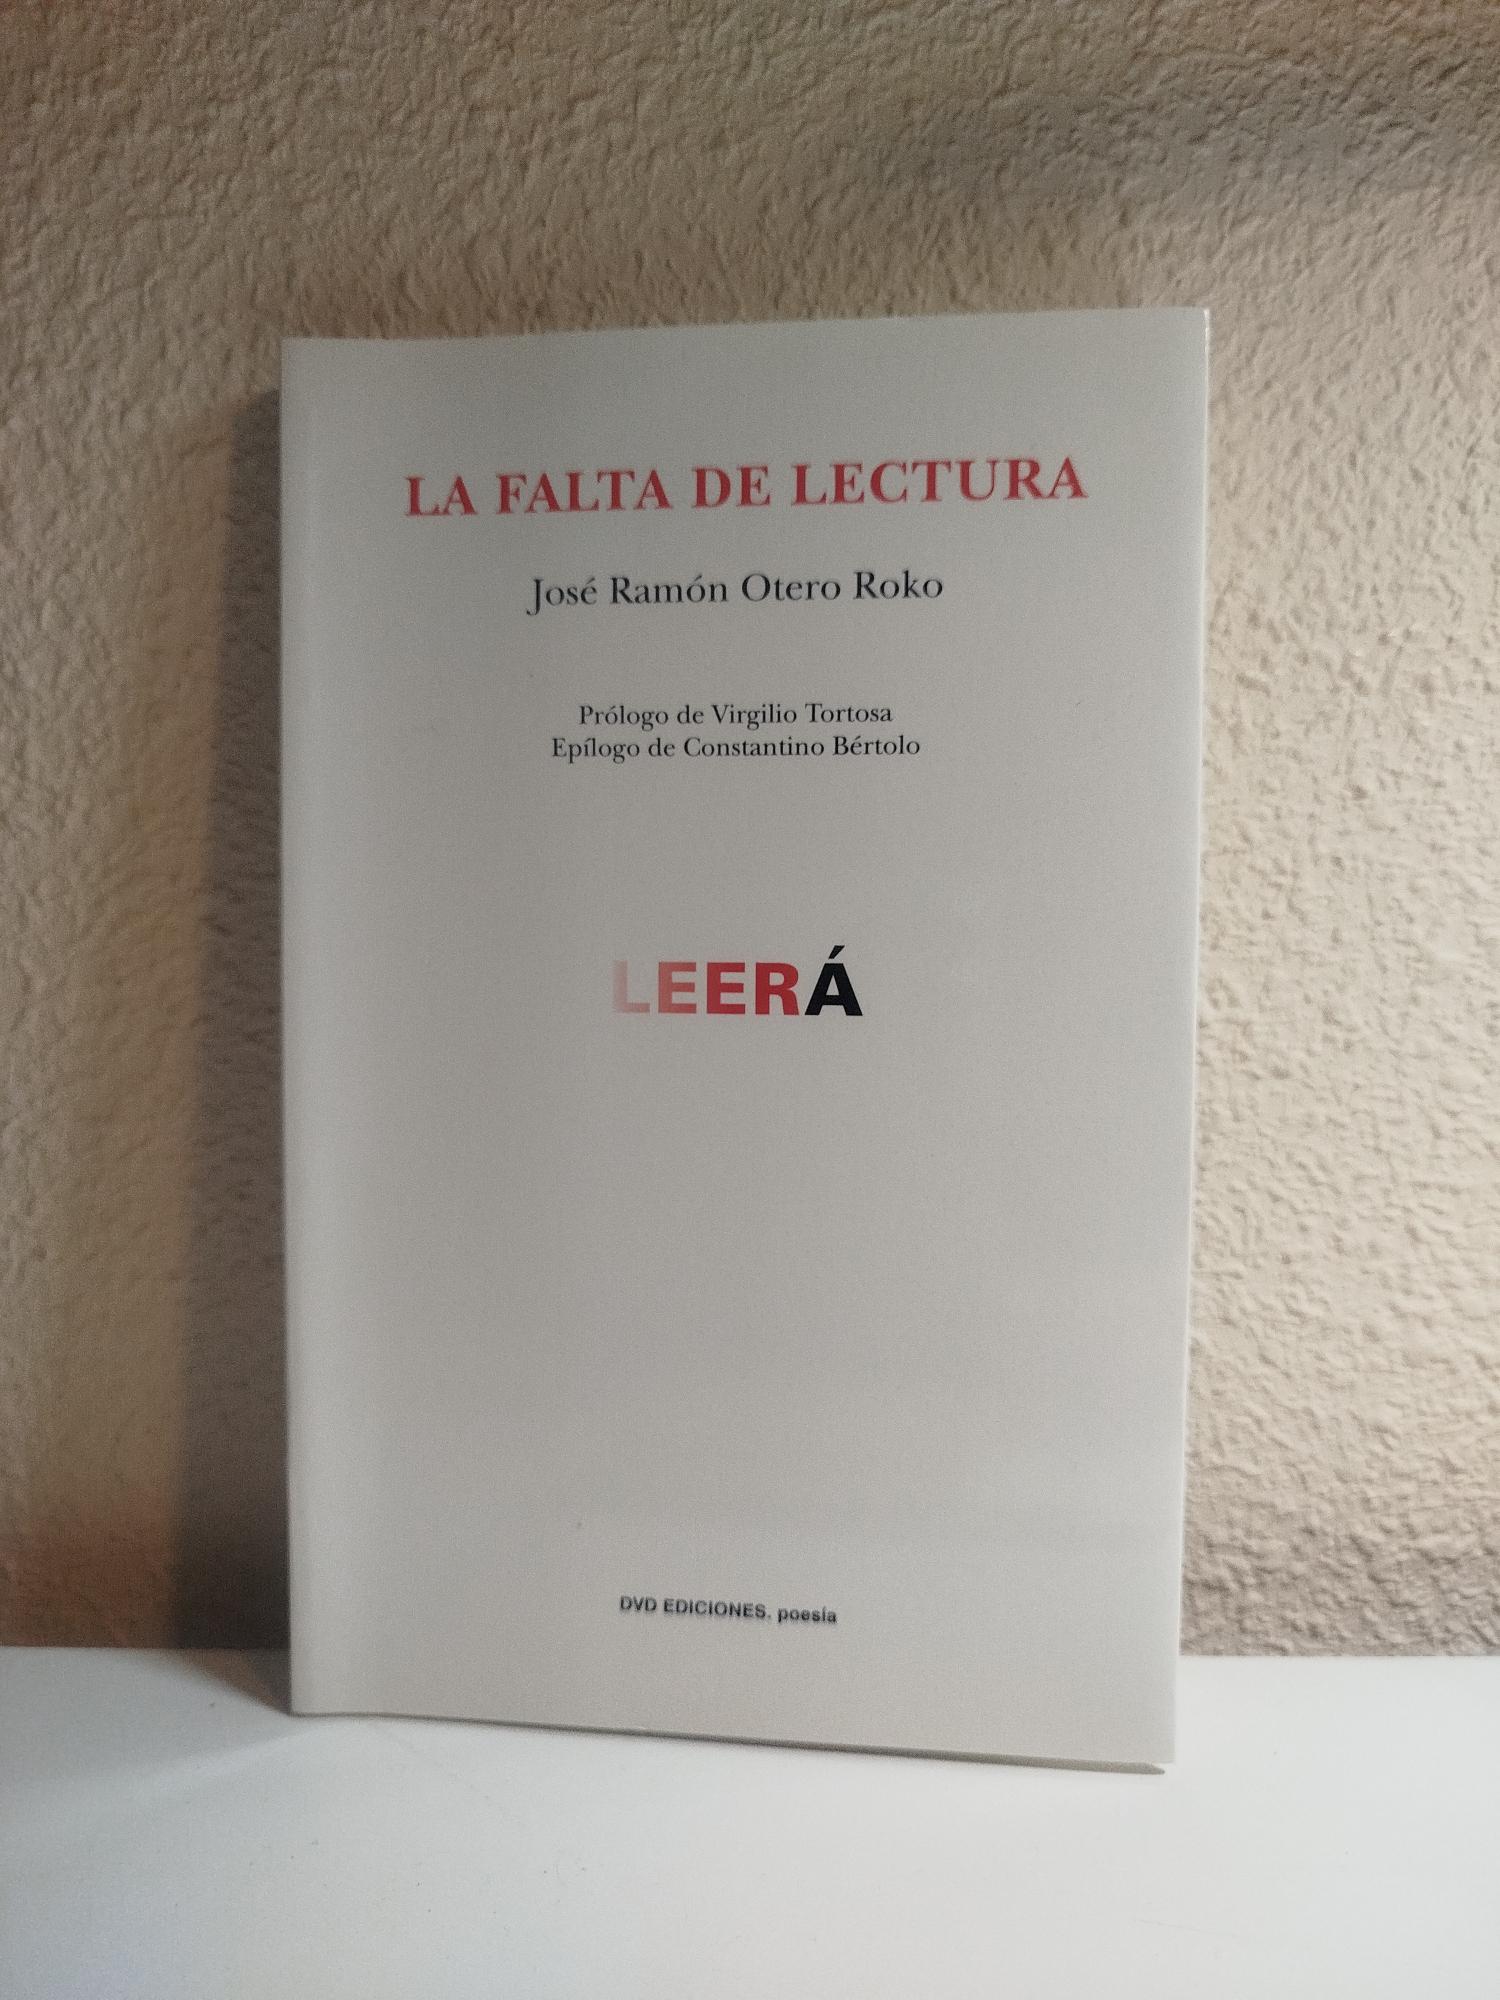 LA FALTA DE LECTURA
José Ramón Otero Roko
Prólogo de Virgilio Tortosa
Epílogo de Constantino Bértolo
LEERÁ
DVD EDICIONES. poesía